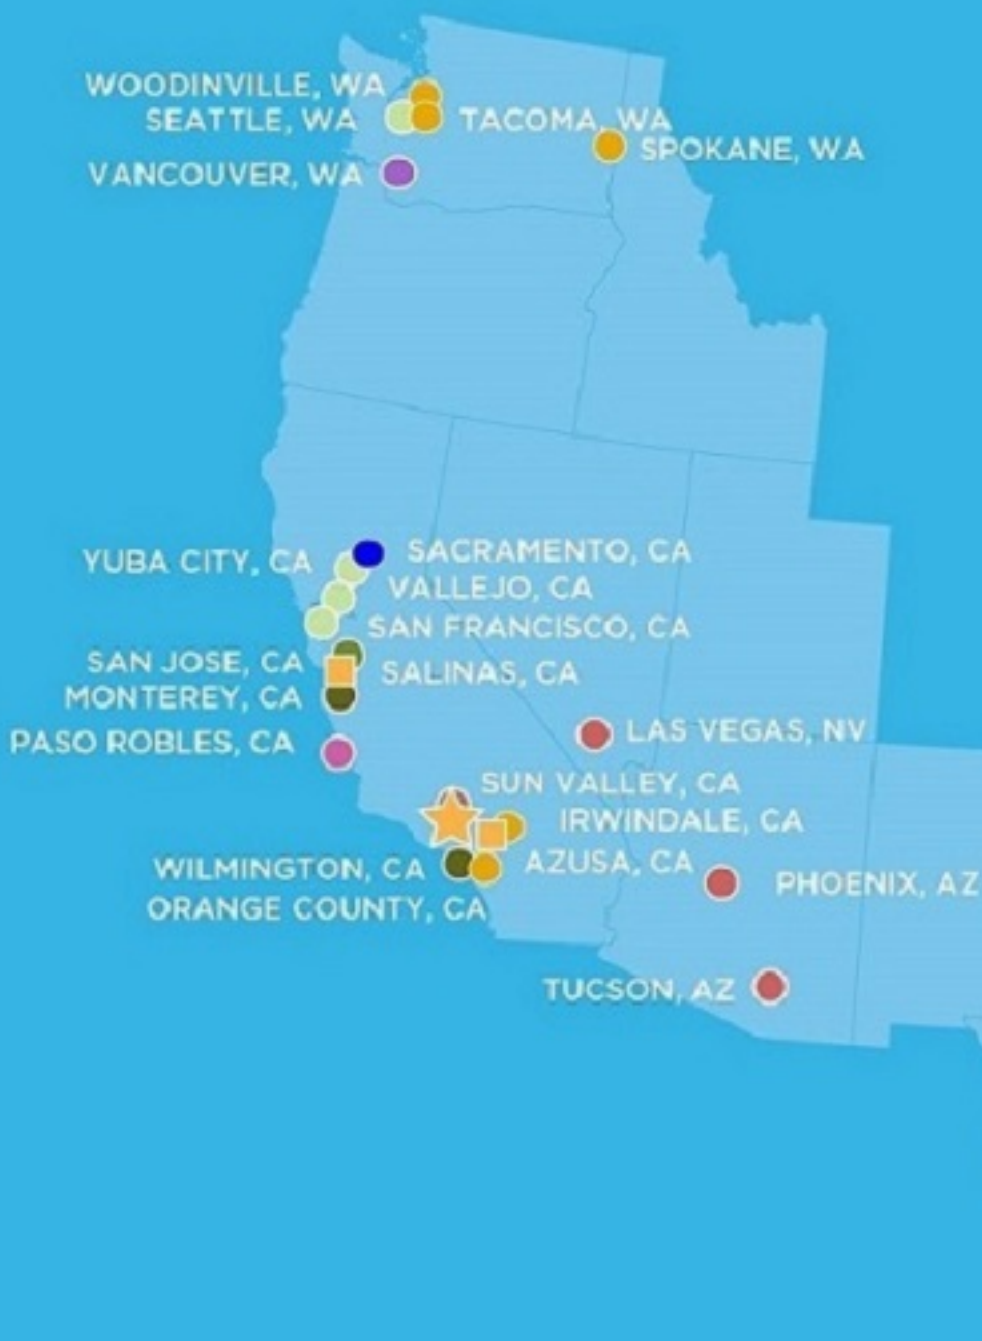 WOODINVILLE, WA
SEATTLE, WA
TACOMA, WA
SPOKANE, WA
VANCOUVER, WA
YUBA CITY, CA
SACRAMENTO, CA
VALLEJO, CA
SAN FRANCISCO, CA
SAN JOSE, CA
SALINAS, CA
MONTEREY, CA
PASO ROBLES, CA
LAS VEGAS, NV
SUN VALLEY, CA
IRWINDALE, CA
WILMINGTON, CA
AZUSA, CA
PHOENIX, AZ
ORANGE COUNTY, CA
TUCSON, AZ